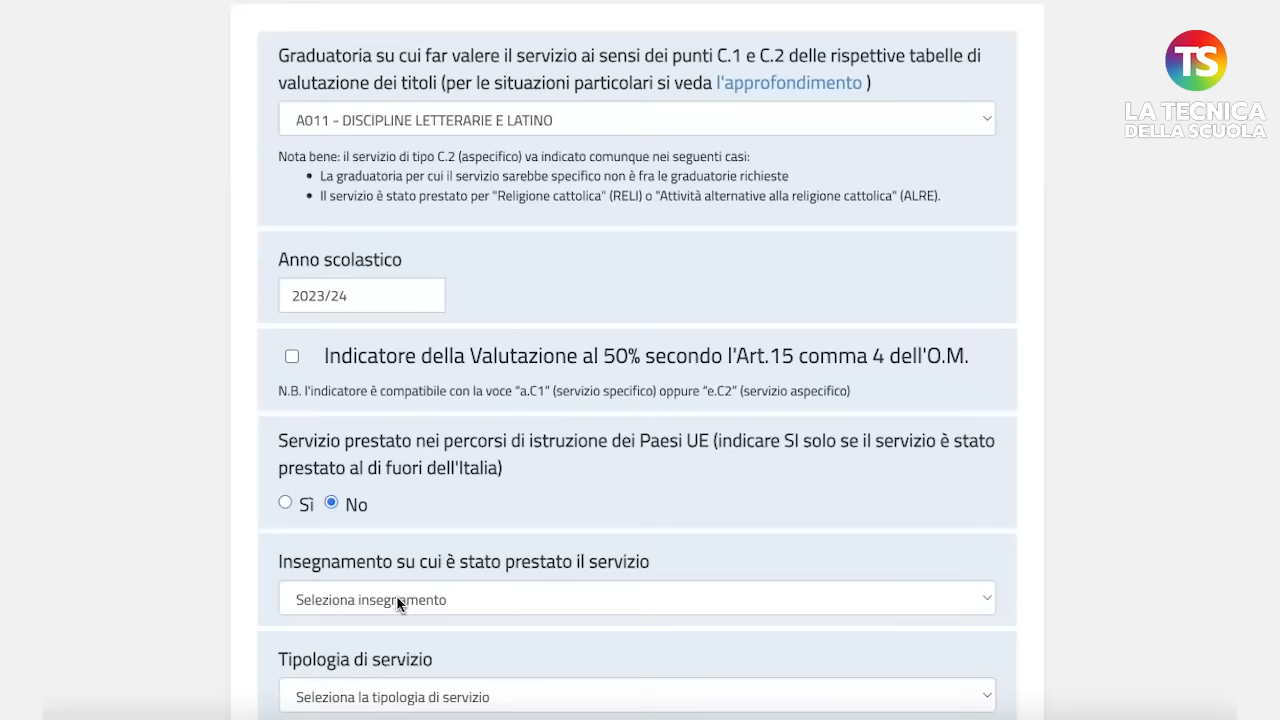 Graduatoria su cui far valere il servizio ai sensi dei punti C.1 e C.2 delle rispettive tabelle di
valutazione dei titoli (per le situazioni particolari si veda l'approfondimento )
A011 - DISCIPLINE LETTERARIE E LATINO
Nota bene: il servizio di tipo C.2 (aspecifico) va indicato comunque nei seguenti casi:
• La graduatoria per cui il servizio sarebbe specifico non è fra le graduatorie richieste
• Il servizio è stato prestato per "Religione cattolica" (RELI) o "Attività alternative alla religione cattolica" (ALRE).
Anno scolastico
2023/24
Indicatore della Valutazione al 50% secondo l'Art.15 comma 4 dell'O.M.
N.B. l'indicatore è compatibile con la voce "a.C1" (servizio specifico) oppure "e.C2" (servizio aspecifico)
Servizio prestato nei percorsi di istruzione dei Paesi UE (indicare SI solo se il servizio è stato
prestato al di fuori dell'Italia)
Sì No
Insegnamento su cui è stato prestato il servizio
Seleziona insegnamento
Tipologia di servizio
Seleziona la tipologia di servizio
TS
LA TECNICA
DELLA SCUOLA